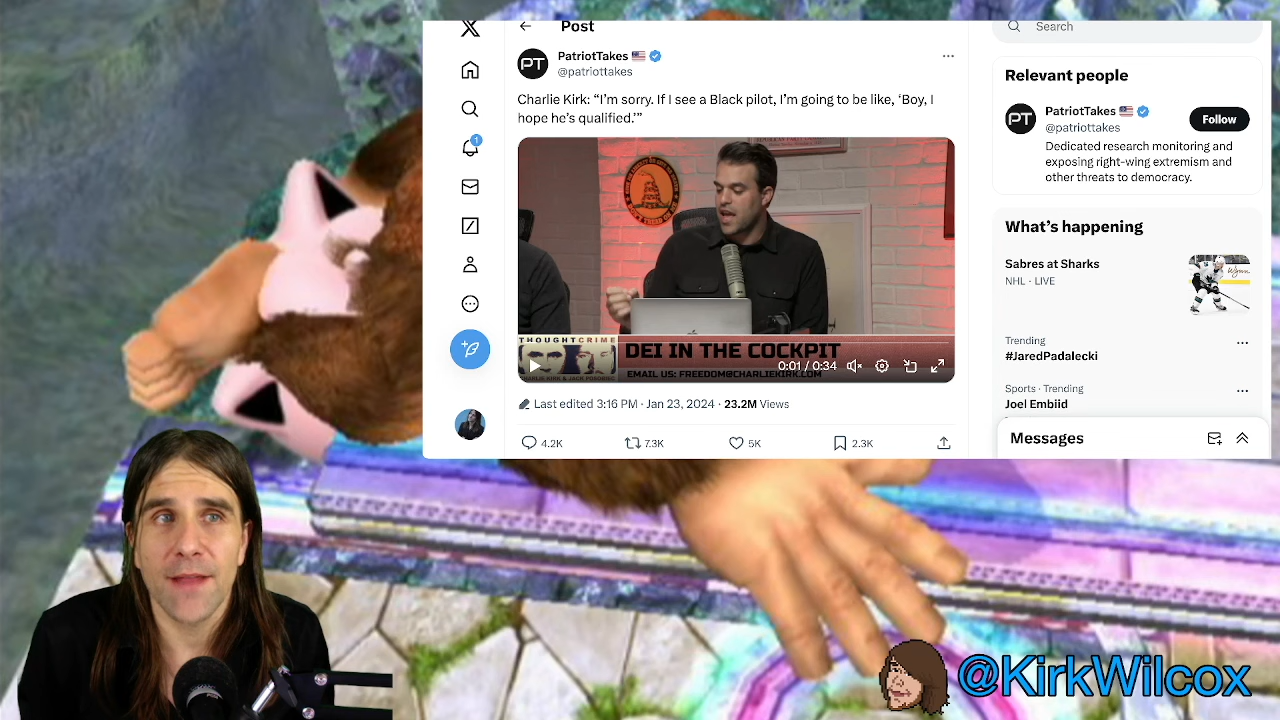 Post
PT
PatriotTakes
@patriottakes
Charlie Kirk: “I’m sorry. If I see a Black pilot, I’m going to be like, ‘Boy, I
hope he’s qualified.’”
THOUGHTCRIME
DEI IN THE COCKPIT
EMAIL US: FREEDOM@CHARLIEKIRK.COM
0:01 / 0:34
Last edited 3:16 PM · Jan 23, 2024 · 23.2M Views
4.2K
7.3K
5K
2.3K
1
Search
Relevant people
PT
PatriotTakes
@patriottakes
Follow
Dedicated research monitoring and
exposing right-wing extremism and
other threats to democracy.
What’s happening
Sabres at Sharks
NHL · LIVE
Trending
#JaredPadalecki
Sports · Trending
Joel Embiid
Messages
@KirkWilcox